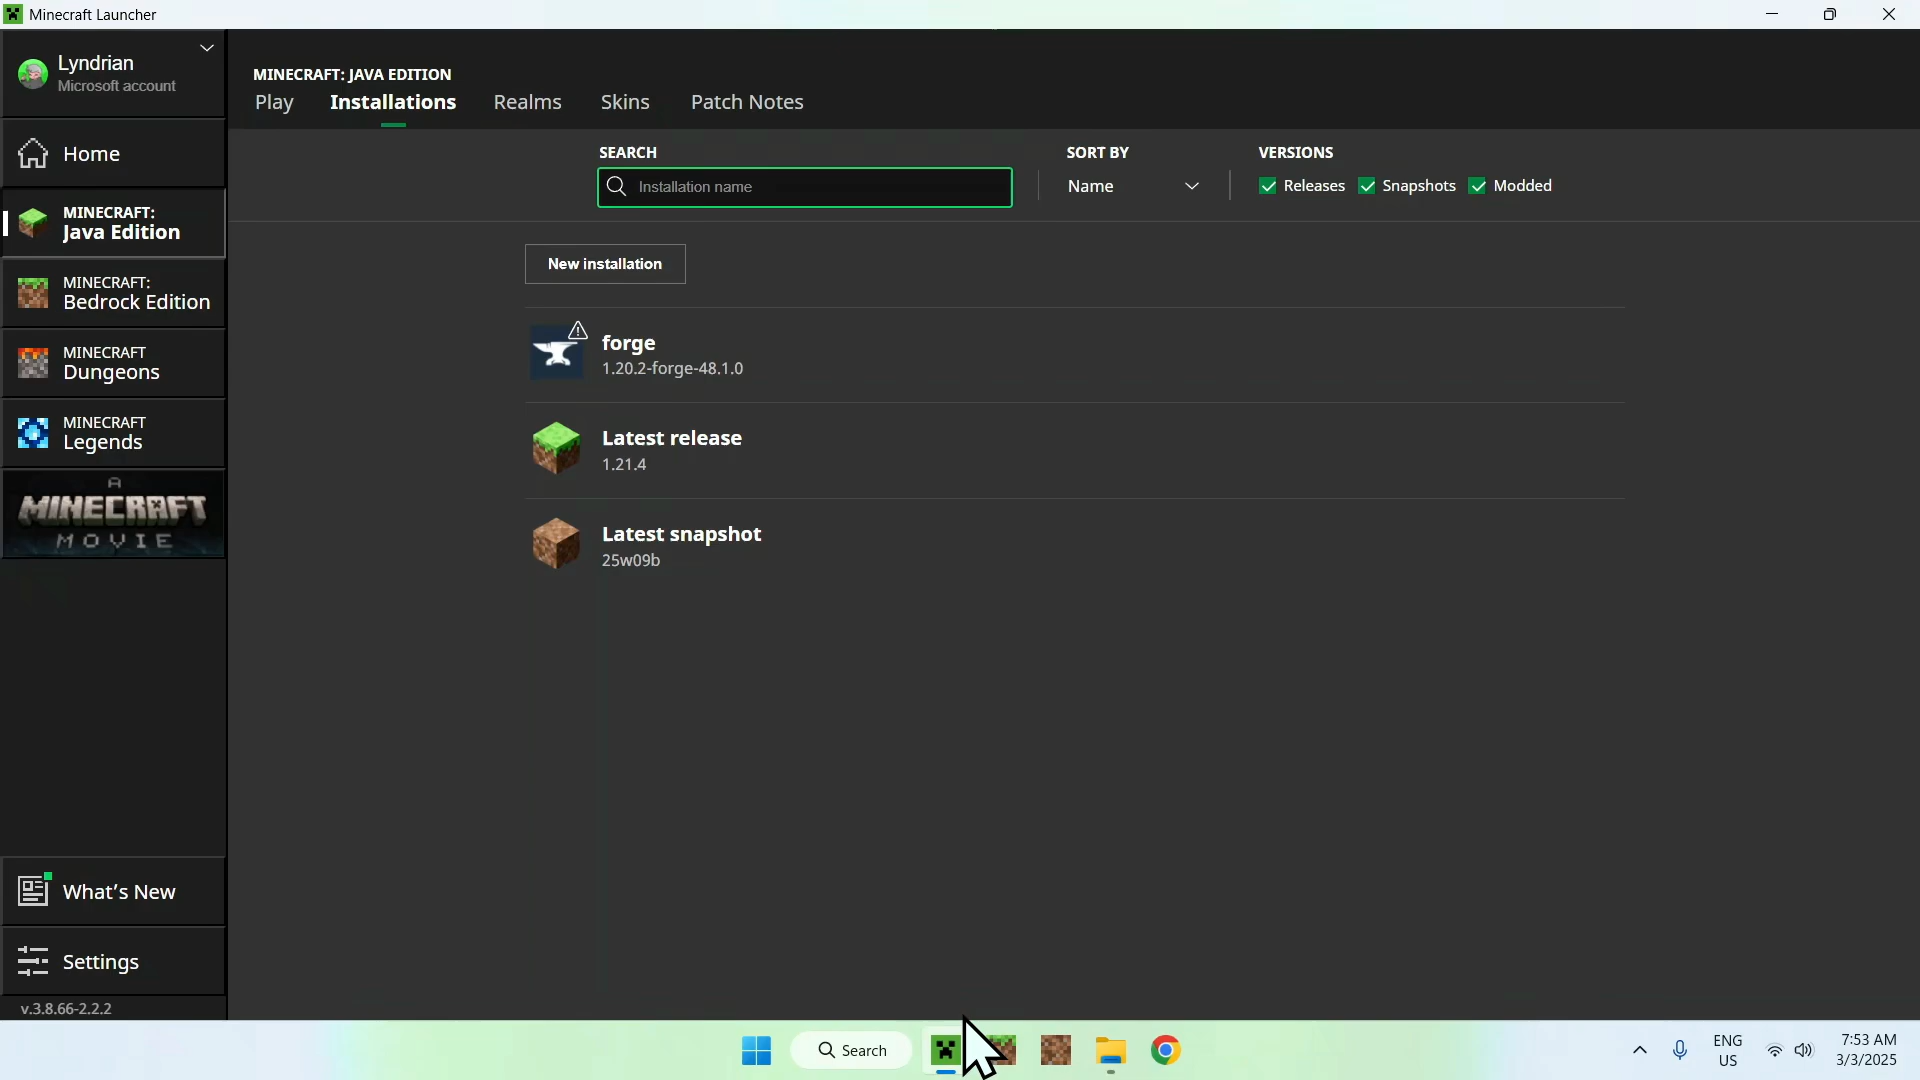 Minecraft Launcher
Lyndrian
Microsoft account
Home
MINECRAFT:
Java Edition
MINECRAFT:
Bedrock Edition
MINECRAFT
Dungeons
MINECRAFT
Legends
A
MINECRAFT
MOVIE
What's New
Settings
v.3.8.66-2.2.2
MINECRAFT: JAVA EDITION
Play Installations Realms Skins Patch Notes
SEARCH SORT BY VERSIONS
Installation name Name Releases Snapshots Modded
New installation
forge
1.20.2-forge-48.1.0
Latest release
1.21.4
Latest snapshot
25w09b
Search
ENG
US
7:53 AM
3/3/2025